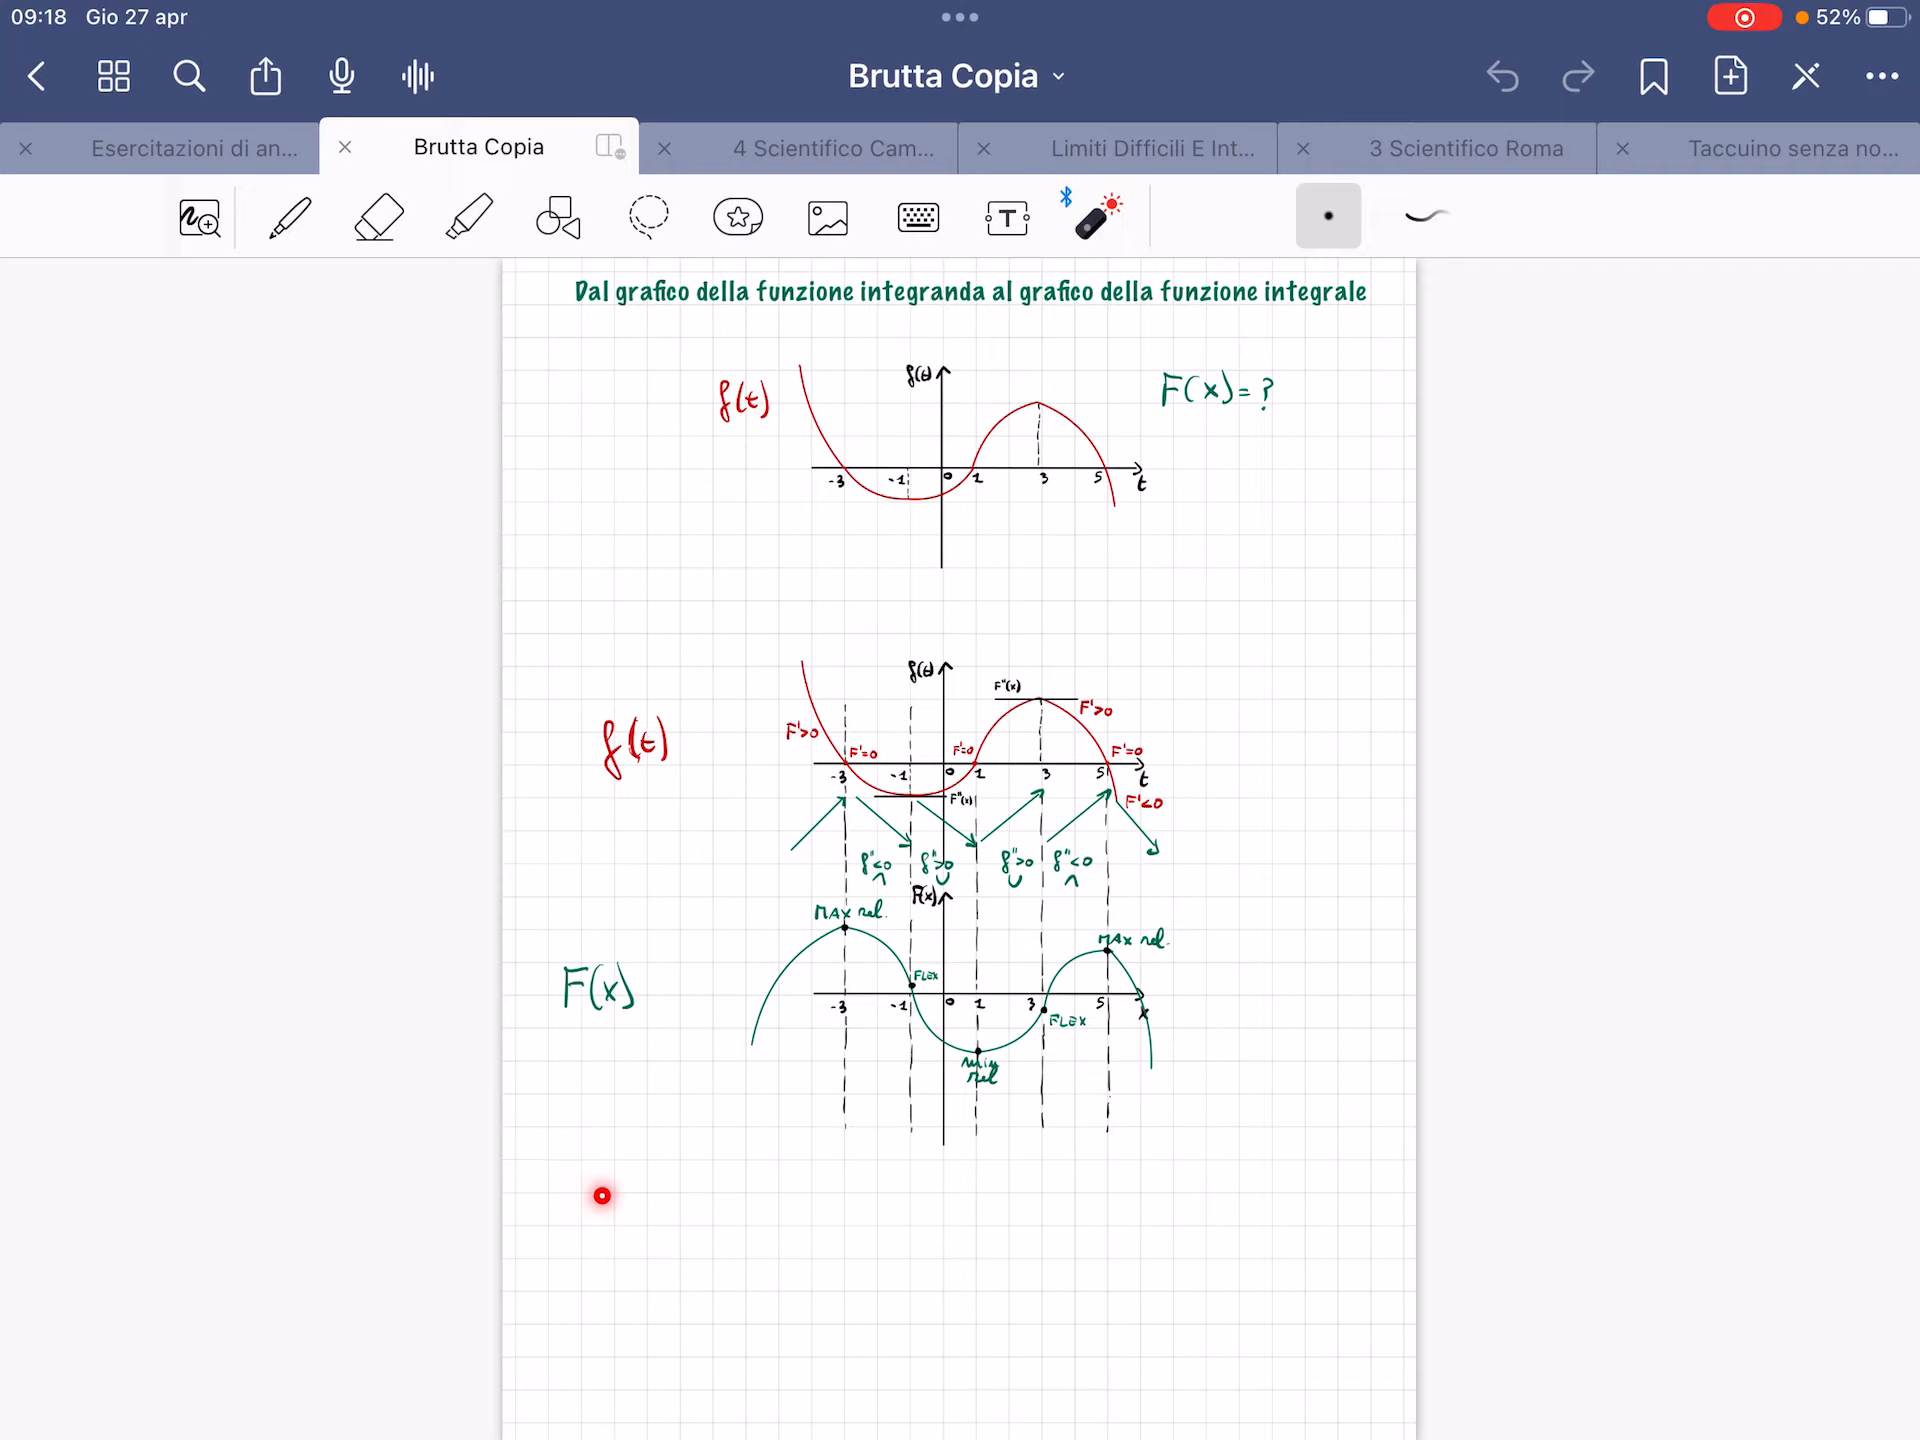 09:18 Gio 27 apr
52%
Brutta Copia
Esercitazioni di an...
Brutta Copia
4 Scientifico Cam...
Limiti Difficili E Int...
3 Scientifico Roma
Taccuino senza no...
T
Dal grafico della funzione integranda al grafico della funzione integrale
f(t) f(t) F(x)= ?
-3 -1 0 1 3 5 t
f(t) F"(x)
F'>0
f(t) F'>0 F'=0 F'=0 F'=0
-3 -1 0 1 3 5 t
F"(x) F'<0
f"<0 f">0 f">0 f"<0
F(x)
MAX rel. MAX rel.
FLEX
F(x) -3 -1 0 1 3 5 x
FLEX
min
rel